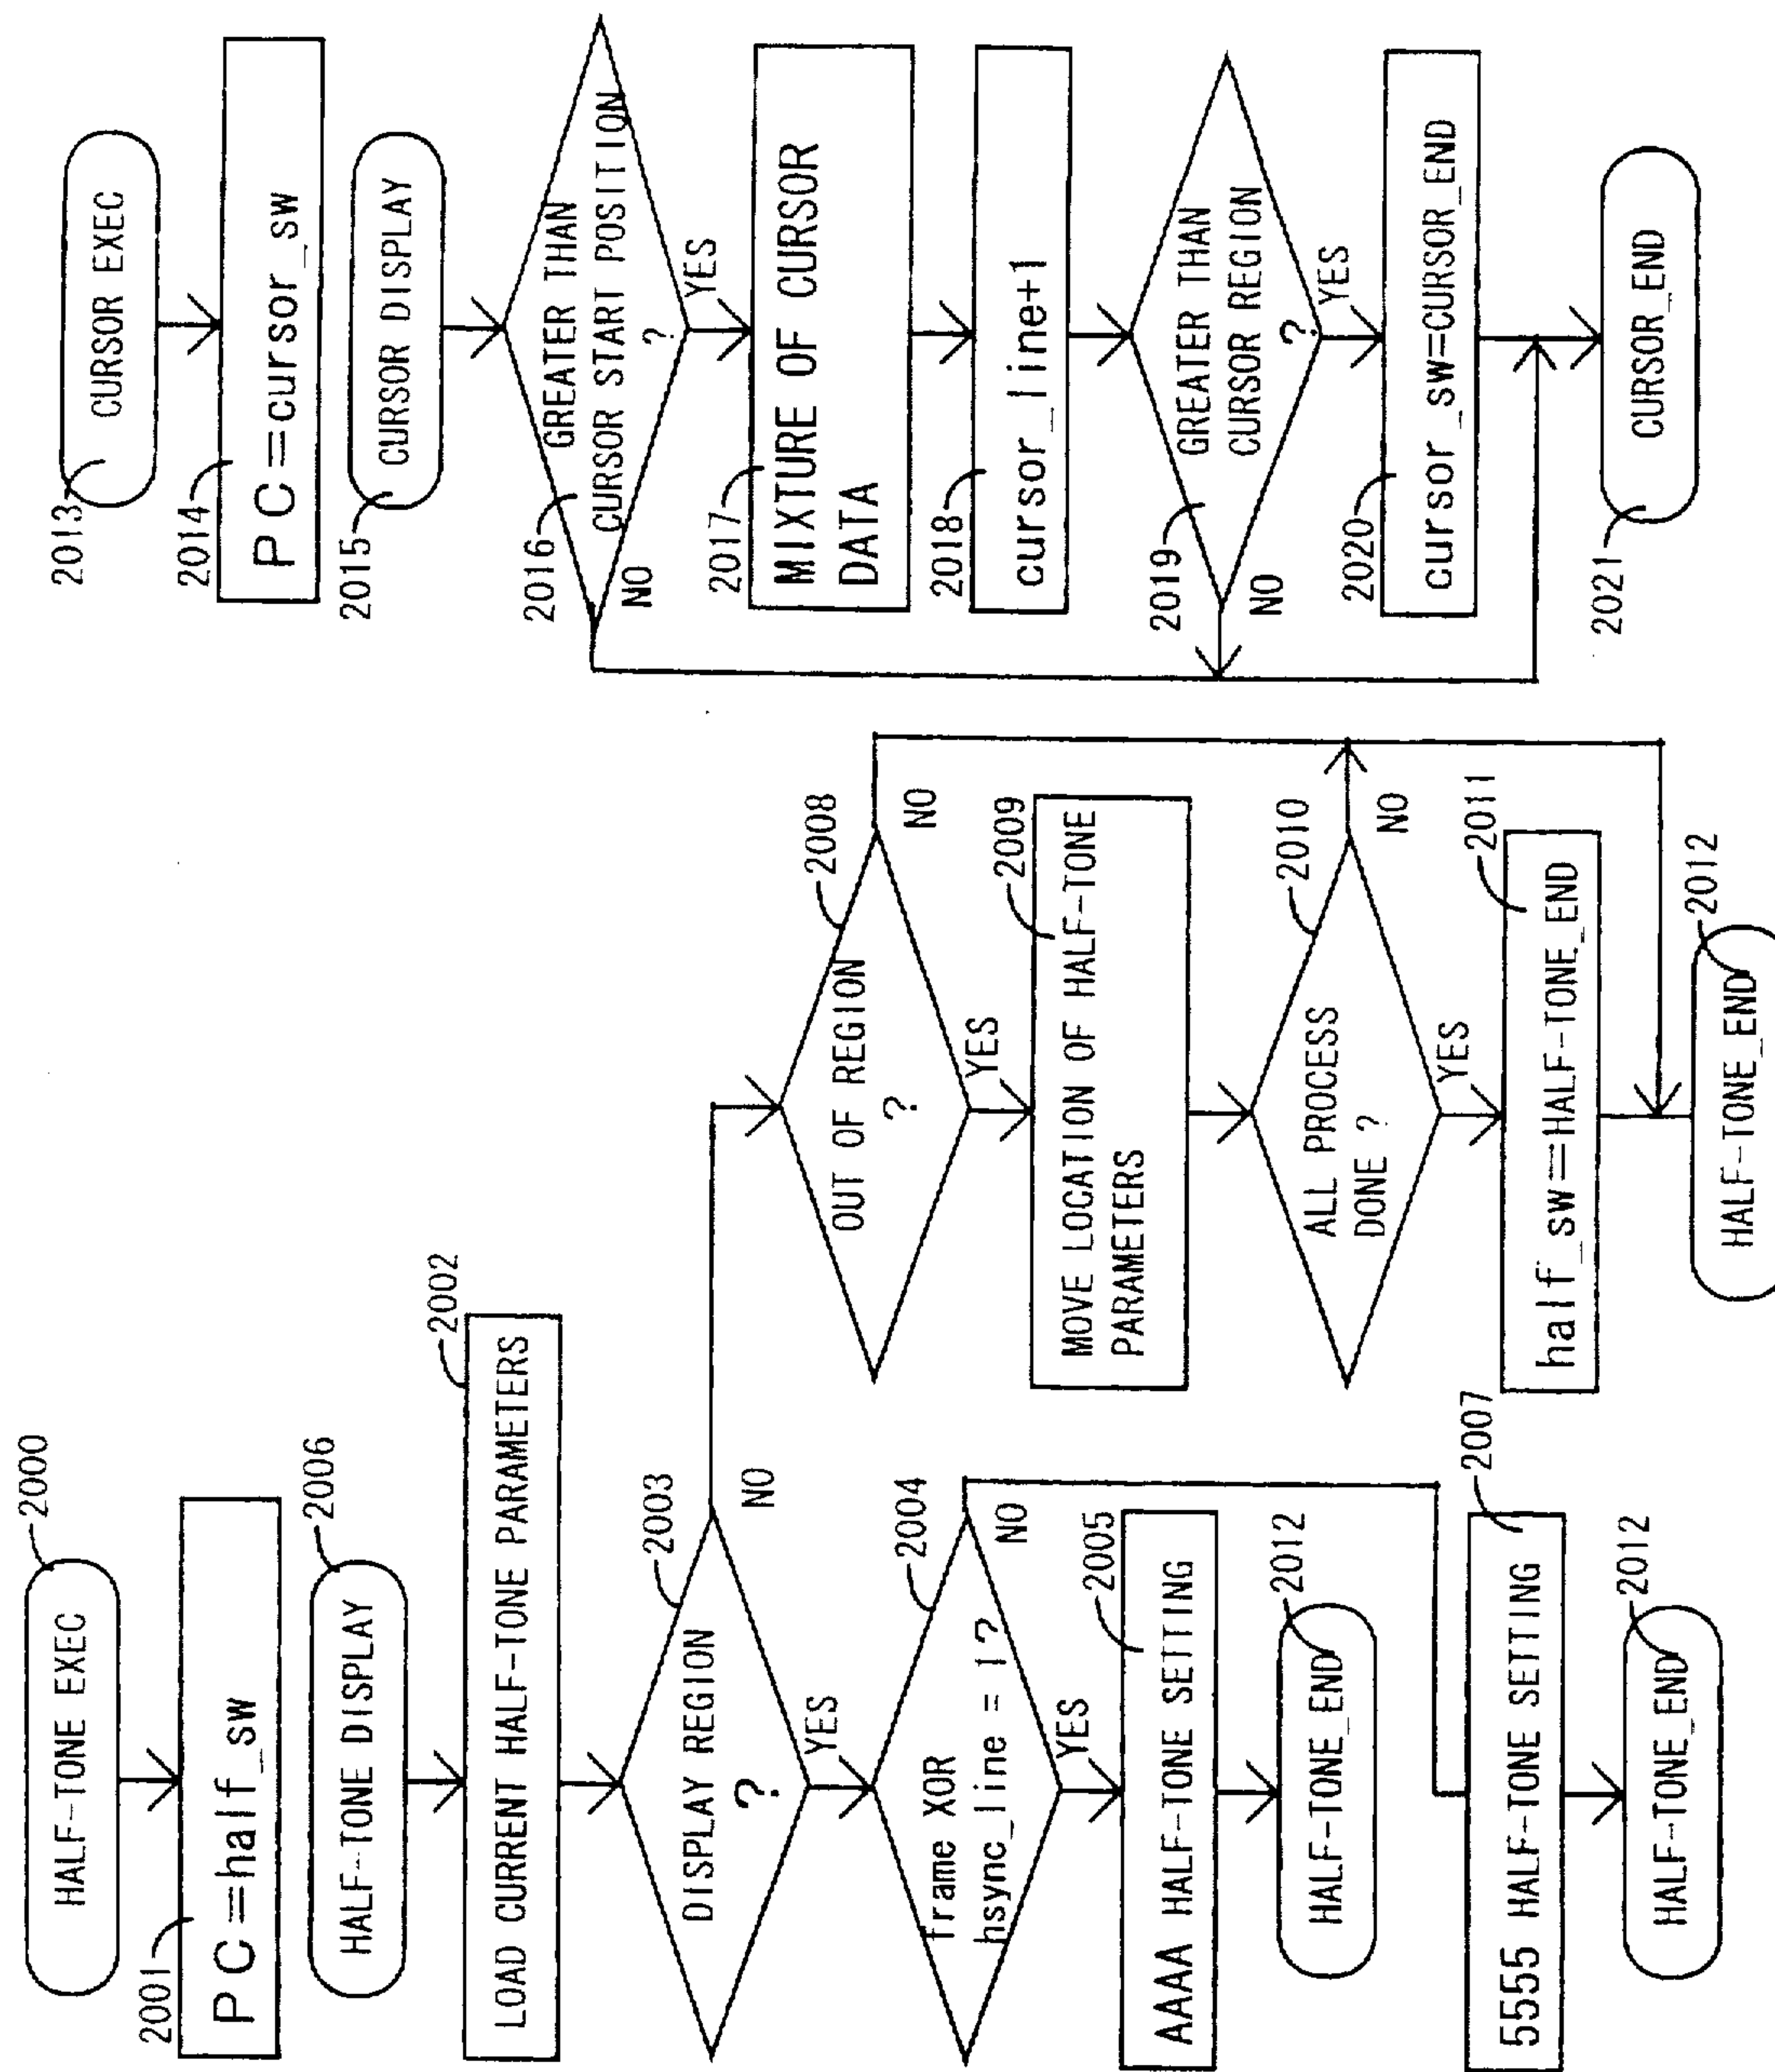 2000
HALF-TONE EXEC
2001
PC=half_sw
2006
HALF-TONE DISPLAY
2002
LOAD CURRENT HALF-TONE PARAMETERS
2003
DISPLAY REGION
?
NO
YES
2004
frame XOR
hsync_line = 1?
NO
YES
2005
AAAA HALF-TONE SETTING
2012
HALF-TONE_END
2007
5555 HALF-TONE SETTING
2012
HALF-TONE_END
2008
OUT OF REGION
?
NO
YES
2009
MOVE LOCATION OF HALF-TONE
PARAMETERS
2010
ALL PROCESS
DONE ?
NO
YES
2011
half_sw=HALF-TONE_END
2012
HALF-TONE_END
2013
CURSOR EXEC
2014
PC=cursor_sw
2015
CURSOR DISPLAY
2016
GREATER THAN
CURSOR START POSITION
?
NO
YES
2017
MIXTURE OF CURSOR
DATA
2018
cursor_line+1
2019
GREATER THAN
CURSOR REGION
?
NO
YES
2020
cursor_sw=CURSOR_END
2021
CURSOR_END